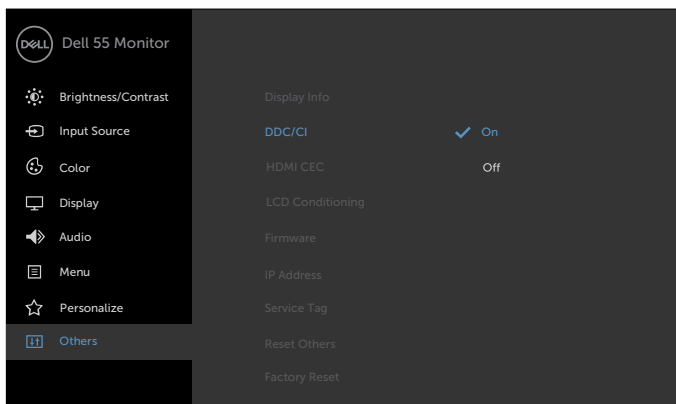 DELL Dell 55 Monitor
Brightness/Contrast
Display Info
Input Source
DDC/CI
On
Color
HDMI CEC
Off
Display
LCD Conditioning
Audio
Firmware
Menu
IP Address
Personalize
Service Tag
Others
Reset Others
Factory Reset